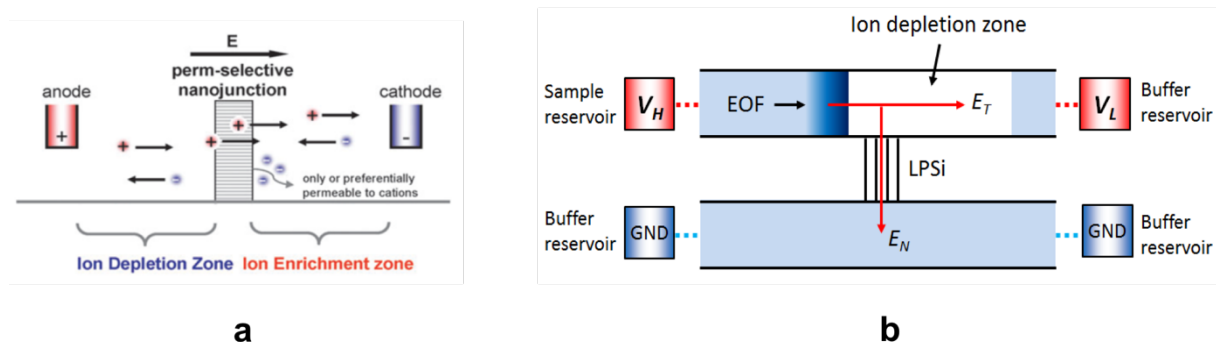 E
perm-selective
nanojunction
anode
cathode
+
-
+
+
+
+
-
-
-
-
-
only or preferentially
permeable to cations
Ion Depletion Zone
Ion Enrichment zone
a
Ion depletion zone
Sample
reservoir
V_H
EOF
E_T
V_L
Buffer
reservoir
LPSi
Buffer
reservoir
GND
E_N
GND
Buffer
reservoir
b